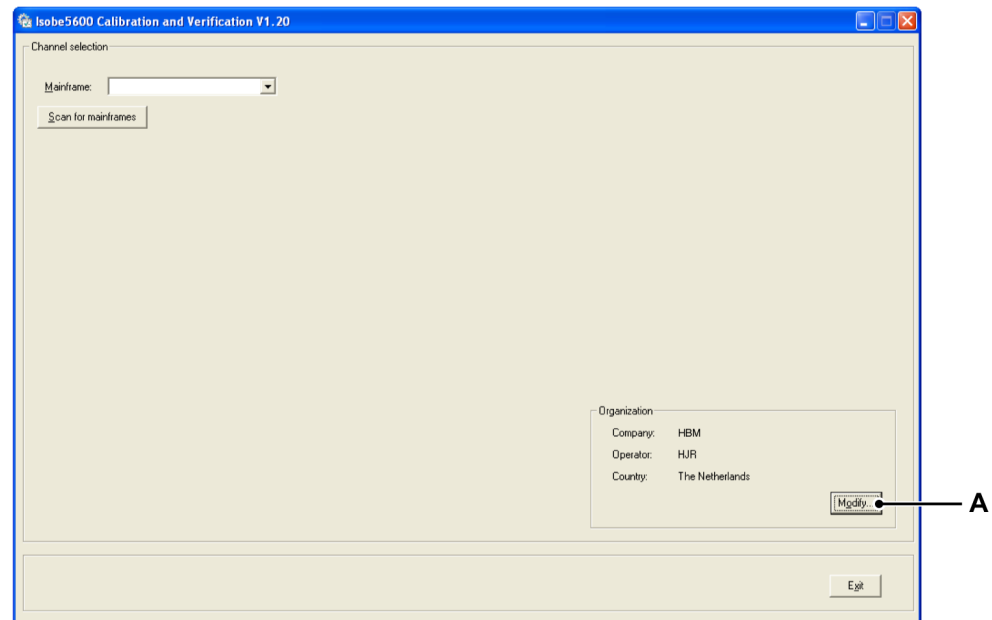 Isobe5600 Calibration and Verification V1.20
Channel selection
Mainframe:
Scan for mainframes
Organization
Company: HBM
Operator: HJR
Country: The Netherlands
Modify... A
Exit